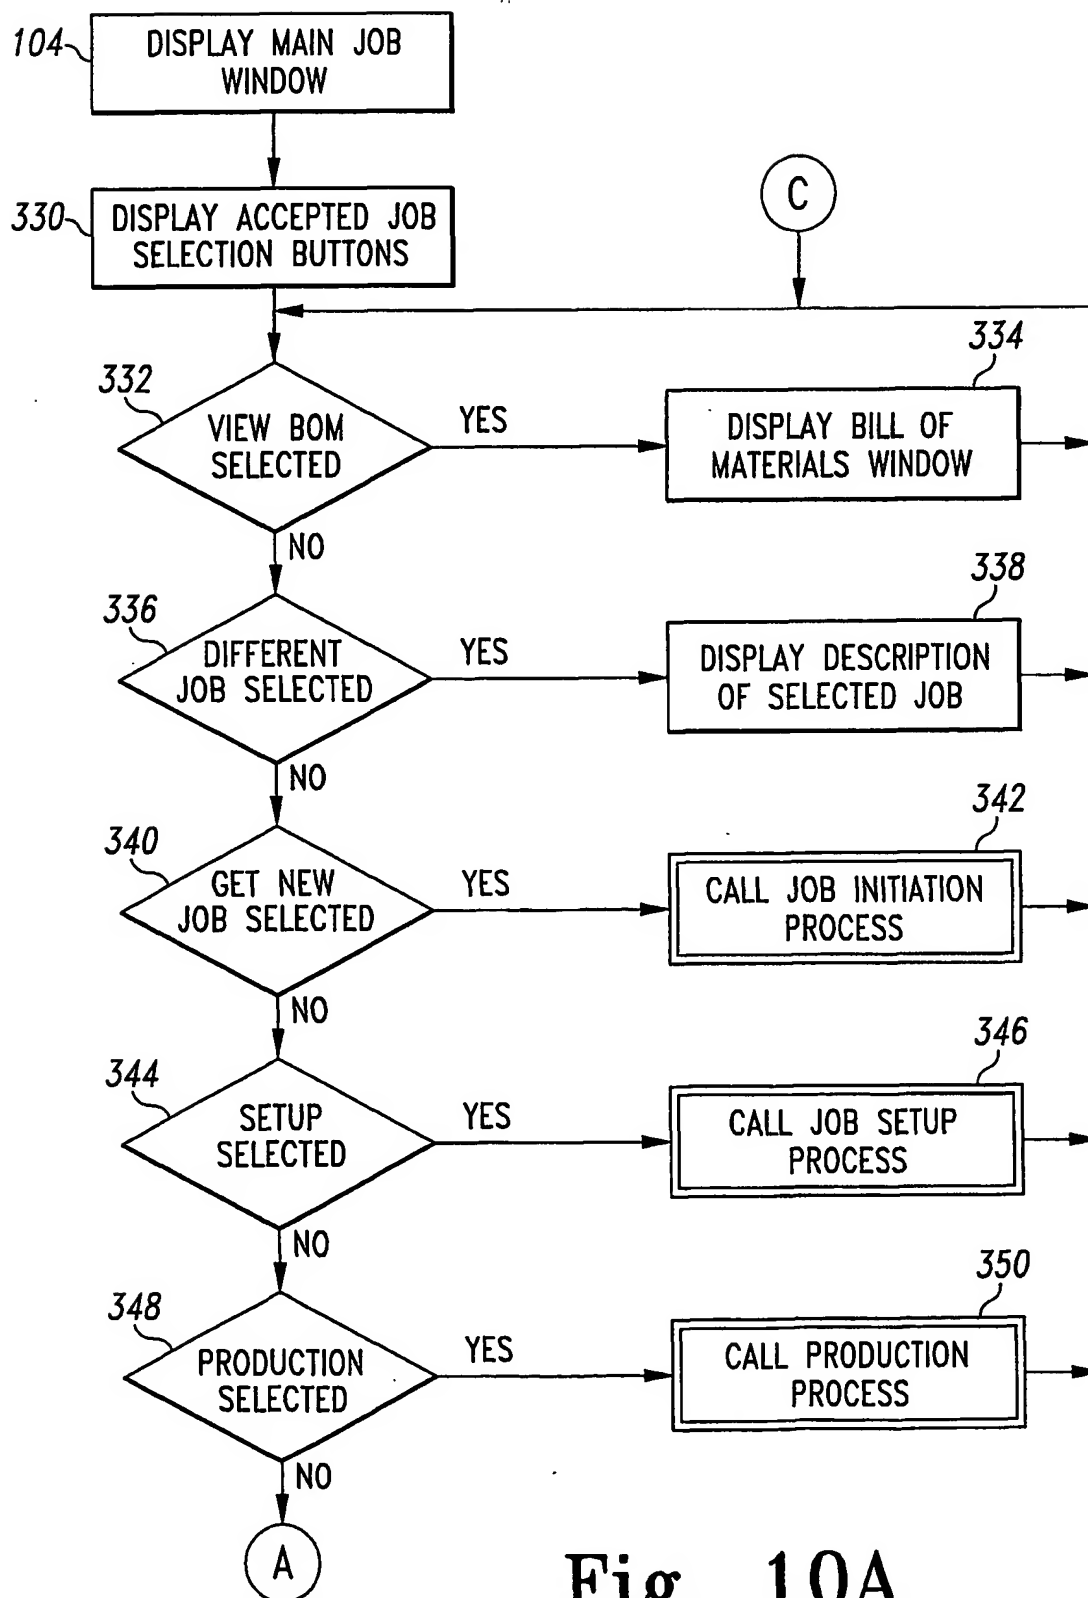 104
DISPLAY MAIN JOB
WINDOW
330
DISPLAY ACCEPTED JOB
SELECTION BUTTONS
C
332
VIEW BOM
SELECTED
YES
334
DISPLAY BILL OF
MATERIALS WINDOW
NO
336
DIFFERENT
JOB SELECTED
YES
338
DISPLAY DESCRIPTION
OF SELECTED JOB
NO
340
GET NEW
JOB SELECTED
YES
342
CALL JOB INITIATION
PROCESS
NO
344
SETUP
SELECTED
YES
346
CALL JOB SETUP
PROCESS
NO
348
PRODUCTION
SELECTED
YES
350
CALL PRODUCTION
PROCESS
NO
A
Fig. 10A